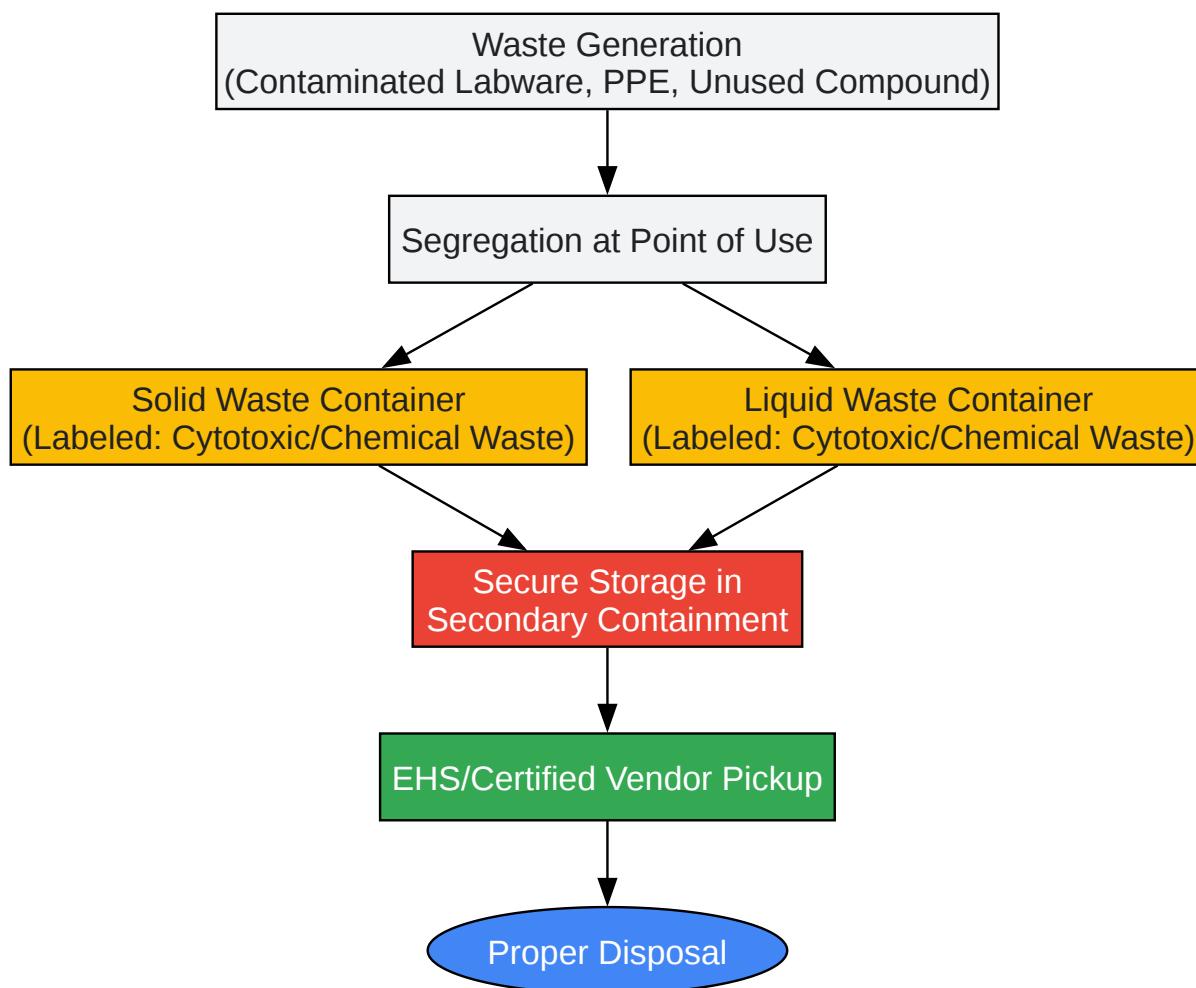 Waste Generation
(Contaminated Labware, PPE, Unused Compound)
Segregation at Point of Use
Solid Waste Container
(Labeled: Cytotoxic/Chemical Waste)
Liquid Waste Container
(Labeled: Cytotoxic/Chemical Waste)
Secure Storage in
Secondary Containment
EHS/Certified Vendor Pickup
Proper Disposal